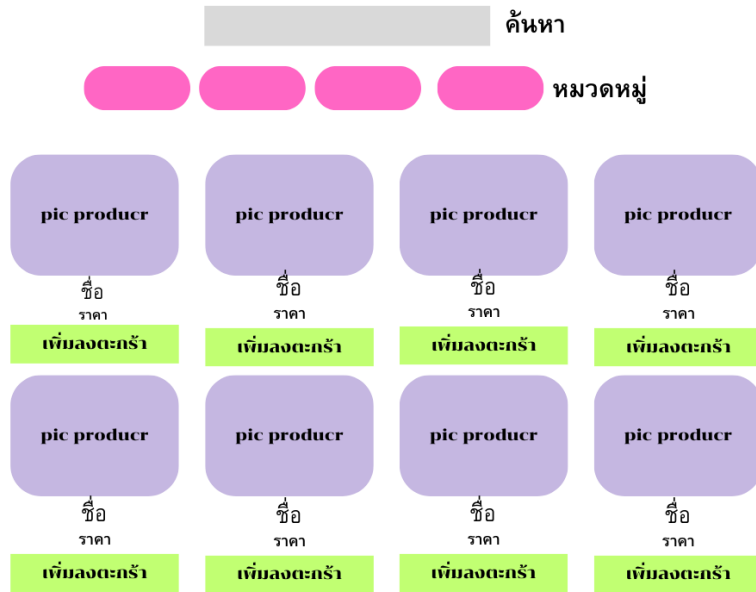 ค้นหา
หมวดหมู่
pic producr pic producr pic producr pic producr
ชื่อ ชื่อ ชื่อ ชื่อ
ราคา ราคา ราคา ราคา
เพิ่มลงตะกร้า เพิ่มลงตะกร้า เพิ่มลงตะกร้า เพิ่มลงตะกร้า
pic producr pic producr pic producr pic producr
ชื่อ ชื่อ ชื่อ ชื่อ
ราคา ราคา ราคา ราคา
เพิ่มลงตะกร้า เพิ่มลงตะกร้า เพิ่มลงตะกร้า เพิ่มลงตะกร้า